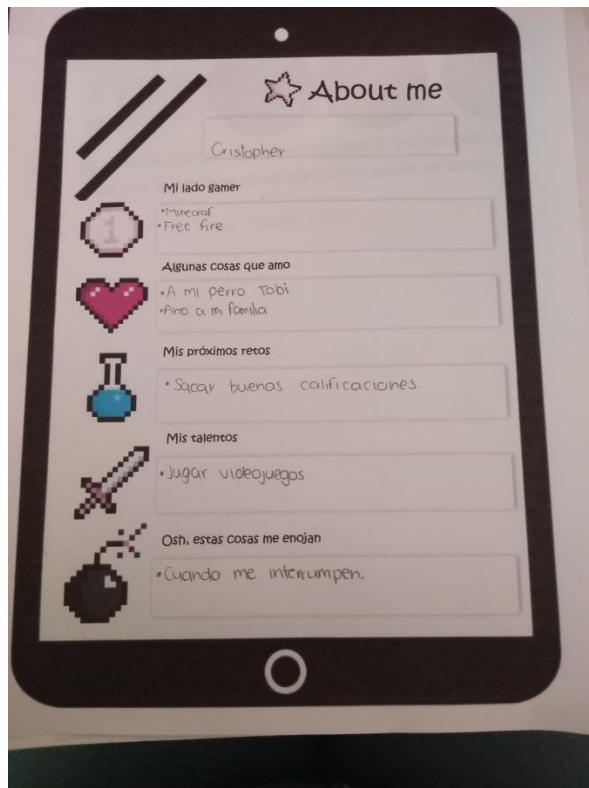 About me
Cristopher
Mi lado gamer
•Minecraf
•Free fire
Algunas cosas que amo
•A mi perro Tobi
•Amo a mi familia
Mis próximos retos
•Sacar buenas calificaciones.
Mis talentos
•Jugar videojuegos
Osh, estas cosas me enojan
•Cuando me interrumpen.